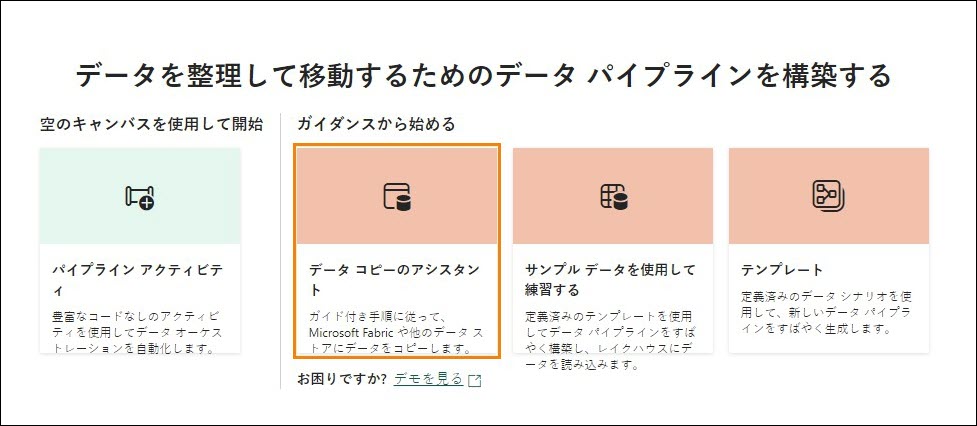 データを整理して移動するためのデータ パイプラインを構築する
空のキャンバスを使用して開始
パイプライン アクティビテ
ィ
豊富なコードなしのアクティビ
ティを使用してデータ オーケス
トレーションを自動化します。
ガイダンスから始める
データ コピーのアシスタン
ト
ガイド付き手順に従って、
Microsoft Fabric や他のデータ ス
トアにデータをコピーします。
サンプル データを使用して
練習する
定義済みのテンプレートを使用
してデータ パイプラインをすば
やく構築し、レイクハウスにデ
ータを読み込みます。
テンプレート
定義済みのデータ シナリオを使
用して、新しいデータ パイプラ
インをすばやく生成します。
お困りですか? デモを見る